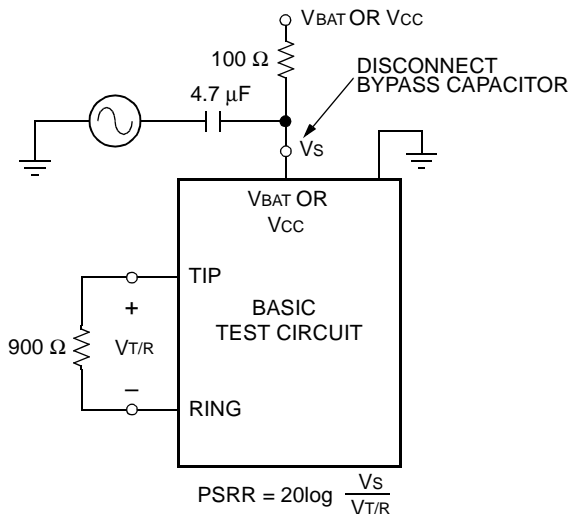 VBAT OR VCC
100 Ω
DISCONNECT
BYPASS CAPACITOR
4.7 µF
VS
VBAT OR
VCC
TIP
+
BASIC
TEST CIRCUIT
900 Ω
VT/R
–
RING
PSRR = 20log VS
VT/R